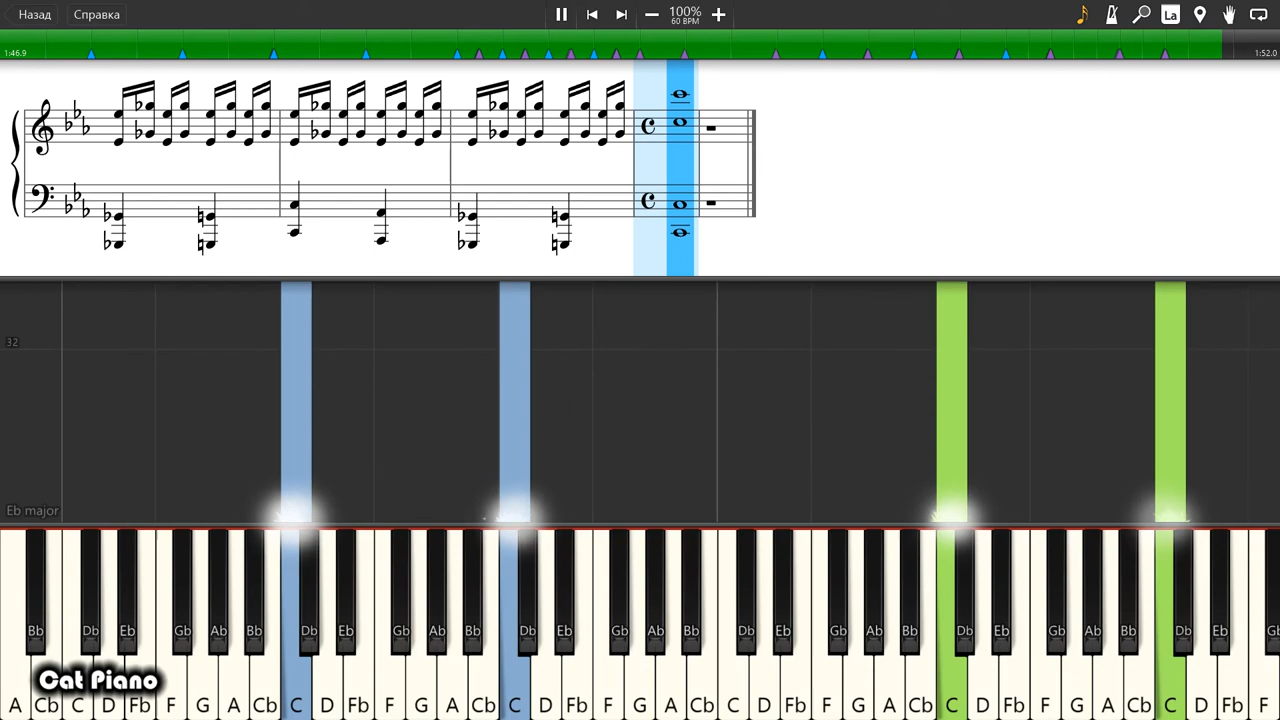 Назад Справка 100% La
60 BPM
1:46.9 1:52.0
32
Eb major
Bb Db Eb Gb Ab Bb Db Eb Gb Ab Bb Db Eb Gb Ab Bb Db Eb Gb Ab Bb Db Eb Gb Ab Bb Db Eb Gb
Cat Piano
A Cb C D Fb F G A Cb C D Fb F G A Cb C D Fb F G A Cb C D Fb F G A Cb C D Fb F G A Cb C D Fb F